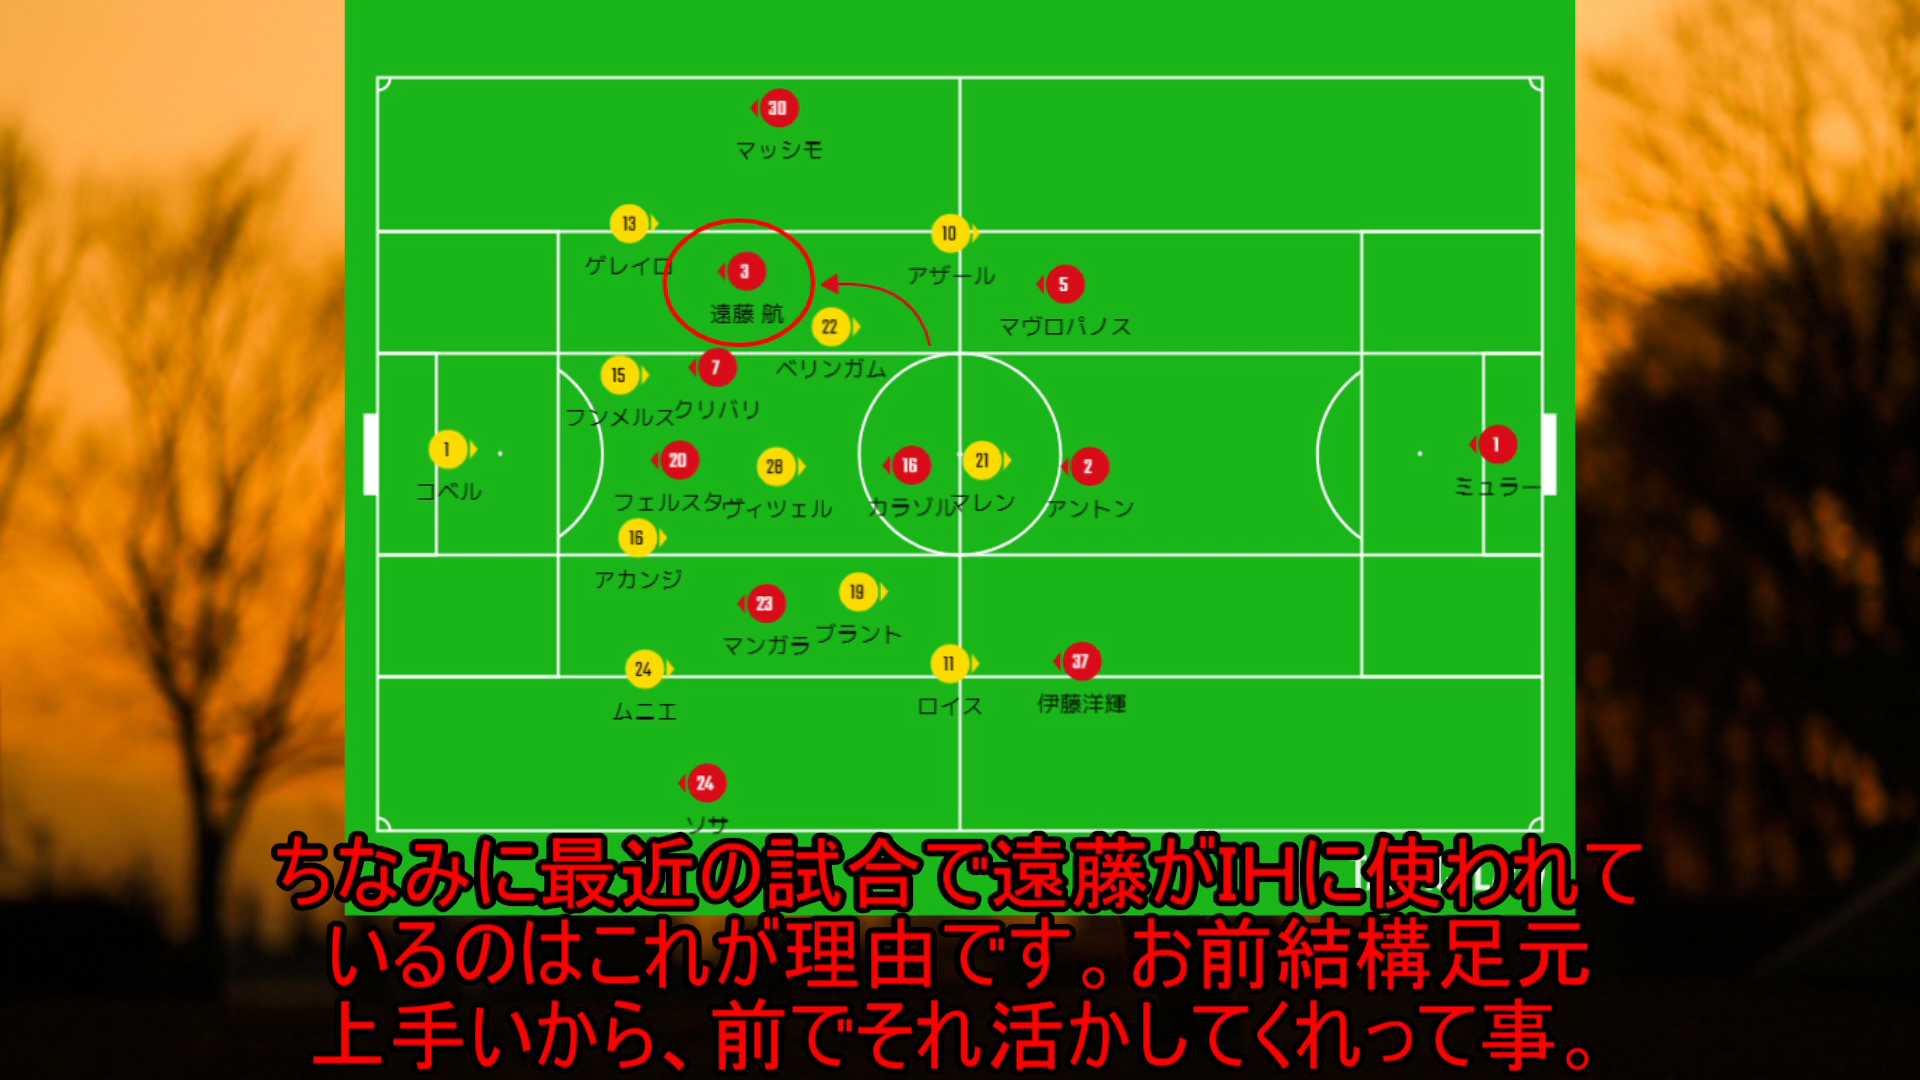 30
マッシモ
13
ゲレイロ
10
アザール
3
遠藤 航
5
マヴロパノス
22
ベリンガム
15
フンメルス
7
クリバリ
1
コベル
20
フェルスタ
28
ヴィツェル
16
カラゾル
21
マレン
2
アントン
1
ミュラー
16
アカンジ
23
マンガラ
19
ブラント
24
ムニエ
11
ロイス
37
伊藤洋輝
24
ソサ
ちなみに最近の試合で遠藤がIHに使われて
いるのはこれが理由です。お前結構足元
上手いから、前でそれ活かしてくれって事。